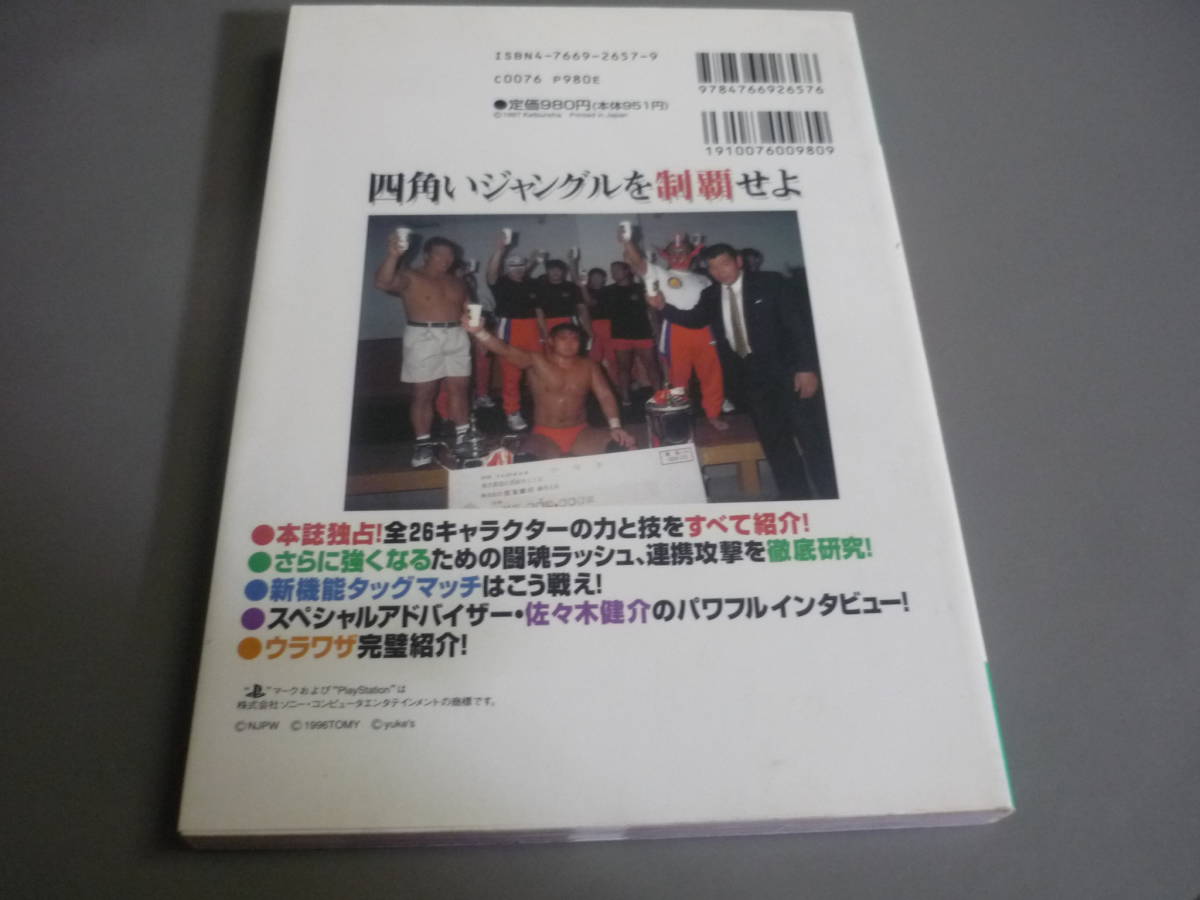 ISBN4-7669-2657-9
C0076 P980E
9784766926576
●定価980円(本体951円)
©1997 Keibunsha Printed in Japan
1910076009809
四角いジャングルを制覇せよ
●本誌独占!全26キャラクターの力と技をすべて紹介!
●さらに強くなるための闘魂ラッシュ、連携攻撃を徹底研究!
●新機能タッグマッチはこう戦え!
●スペシャルアドバイザー・佐々木健介のパワフルインタビュー!
●ウラワザ完璧紹介!
"PS"マークおよび"PlayStation"は
株式会社ソニー・コンピュータエンタテインメントの商標です。
©NJPW ©1996TOMY ©yuke's